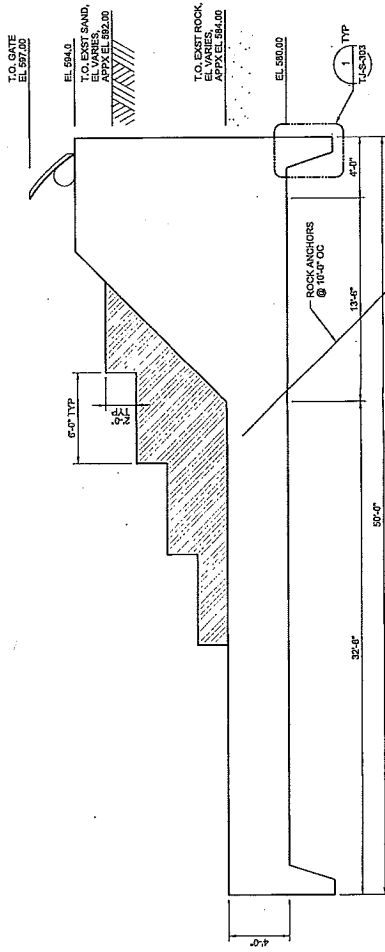 T.O. GATE
EL 597.00
EL 594.0
T.O. EXST SAND,
EL VARIES,
APPX EL 592.00
T.O. EXST ROCK,
EL VARIES,
APPX EL 584.00
EL 580.00
1
TYP
TJ-S-303
6'-0" TYP
2'-0"
TYP
ROCK ANCHORS
@ 10'-0" OC
4'-0"
13'-6"
32'-6"
50'-0"
4'-0"